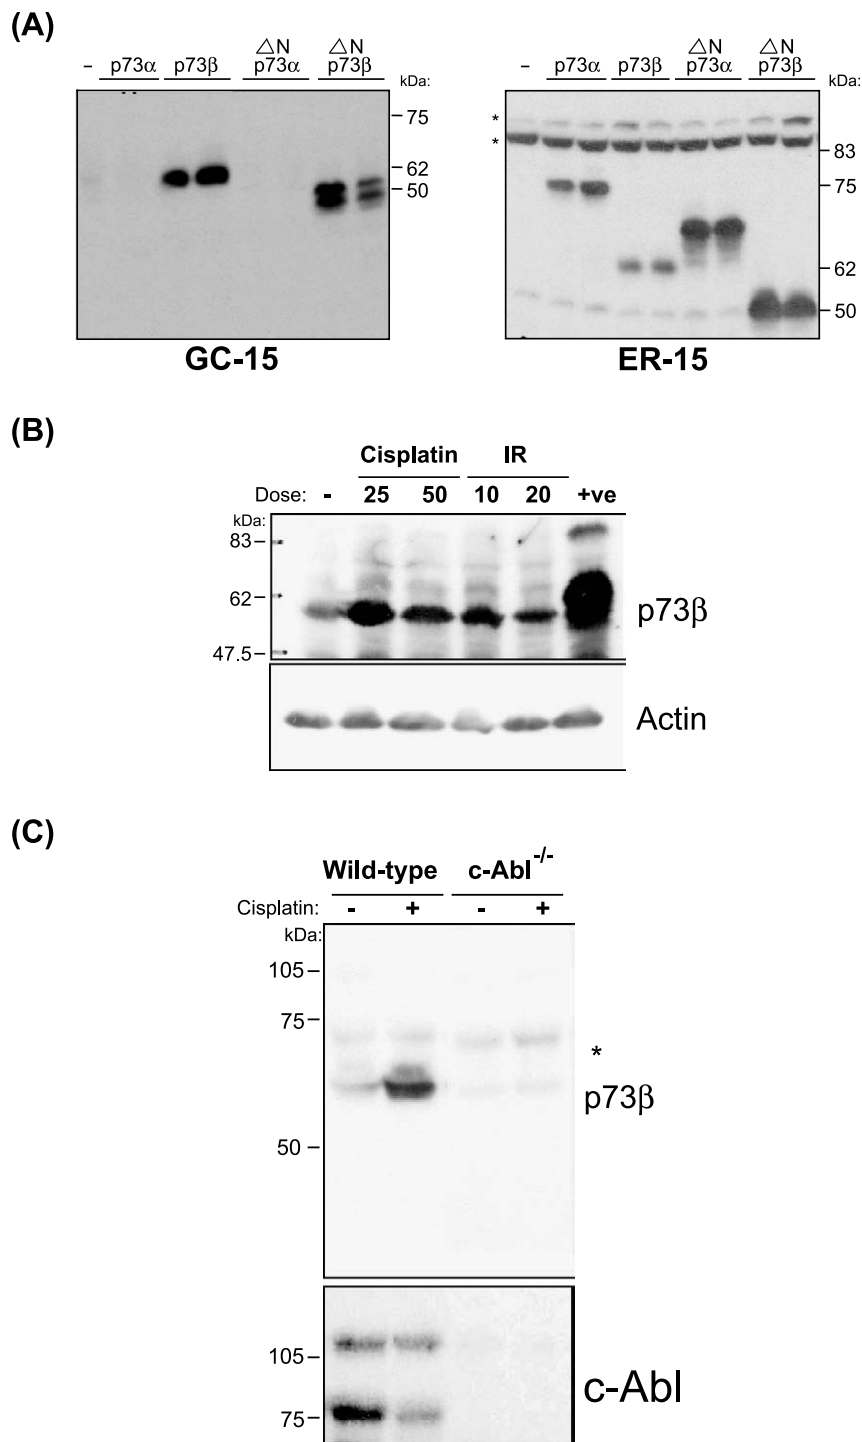 (A)
△N △N
– p73α p73β p73α p73β kDa:
75
62
50
GC-15
△N △N
– p73α p73β p73α p73β kDa:
*
*
83
75
62
50
ER-15
(B)
Cisplatin IR
Dose: - 25 50 10 20 +ve
kDa:
83
62
p73β
47.5
Actin
(C)
Wild-type c-Abl-/-
Cisplatin: - + - +
kDa:
105
75
*
p73β
50
105
c-Abl
75